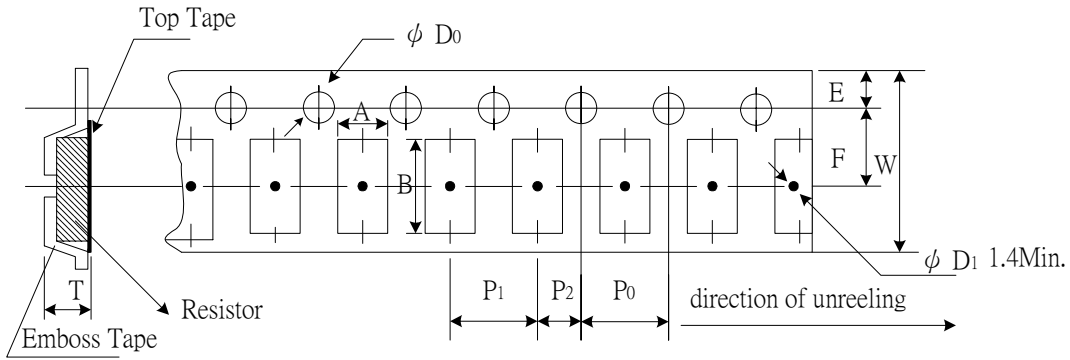 Top Tape
ϕ D0
E
A
F
W
B
ϕ D1 1.4Min.
T
P1
P2
P0
direction of unreeling
Resistor
Emboss Tape